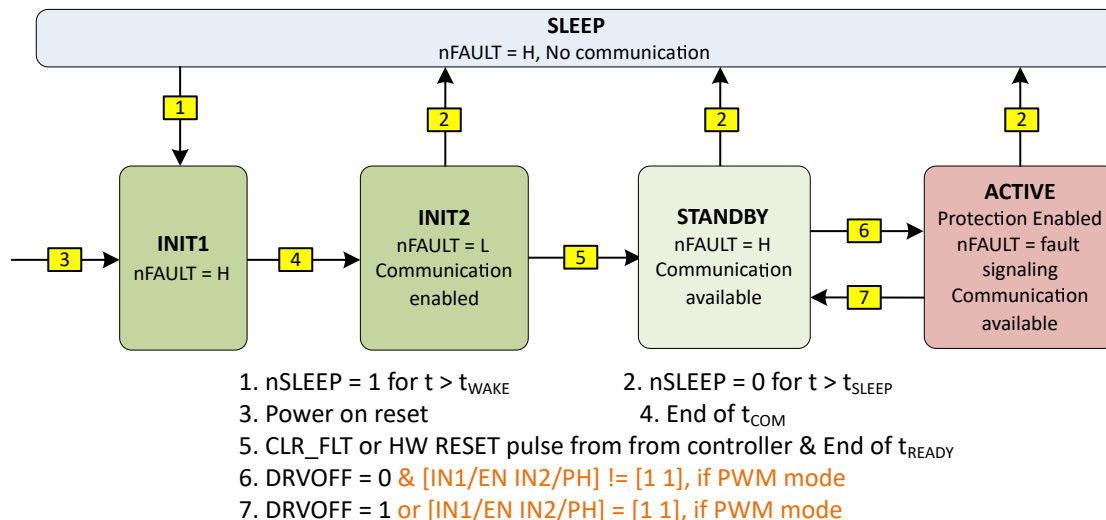 SLEEP
nFAULT = H, No communication
1
2
2
2
INIT1
nFAULT = H
INIT2
nFAULT = L
Communication
enabled
STANDBY
nFAULT = H
Communication
available
ACTIVE
Protection Enabled
nFAULT = fault
signaling
Communication
available
3
4
5
6
7
1. nSLEEP = 1 for t > tWAKE
2. nSLEEP = 0 for t > tSLEEP
3. Power on reset
4. End of tCOM
5. CLR_FLT or HW RESET pulse from from controller & End of tREADY
6. DRVOFF = 0 & [IN1/EN IN2/PH] != [1 1], if PWM mode
7. DRVOFF = 1 or [IN1/EN IN2/PH] = [1 1], if PWM mode